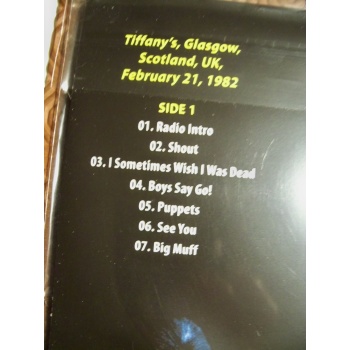 Tiffany's, Glasgow,
Scotland, UK,
February 21, 1982
SIDE 1
01. Radio Intro
02. Shout
03. I Sometimes Wish I Was Dead
04. Boys Say Go!
05. Puppets
06. See You
07. Big Muff